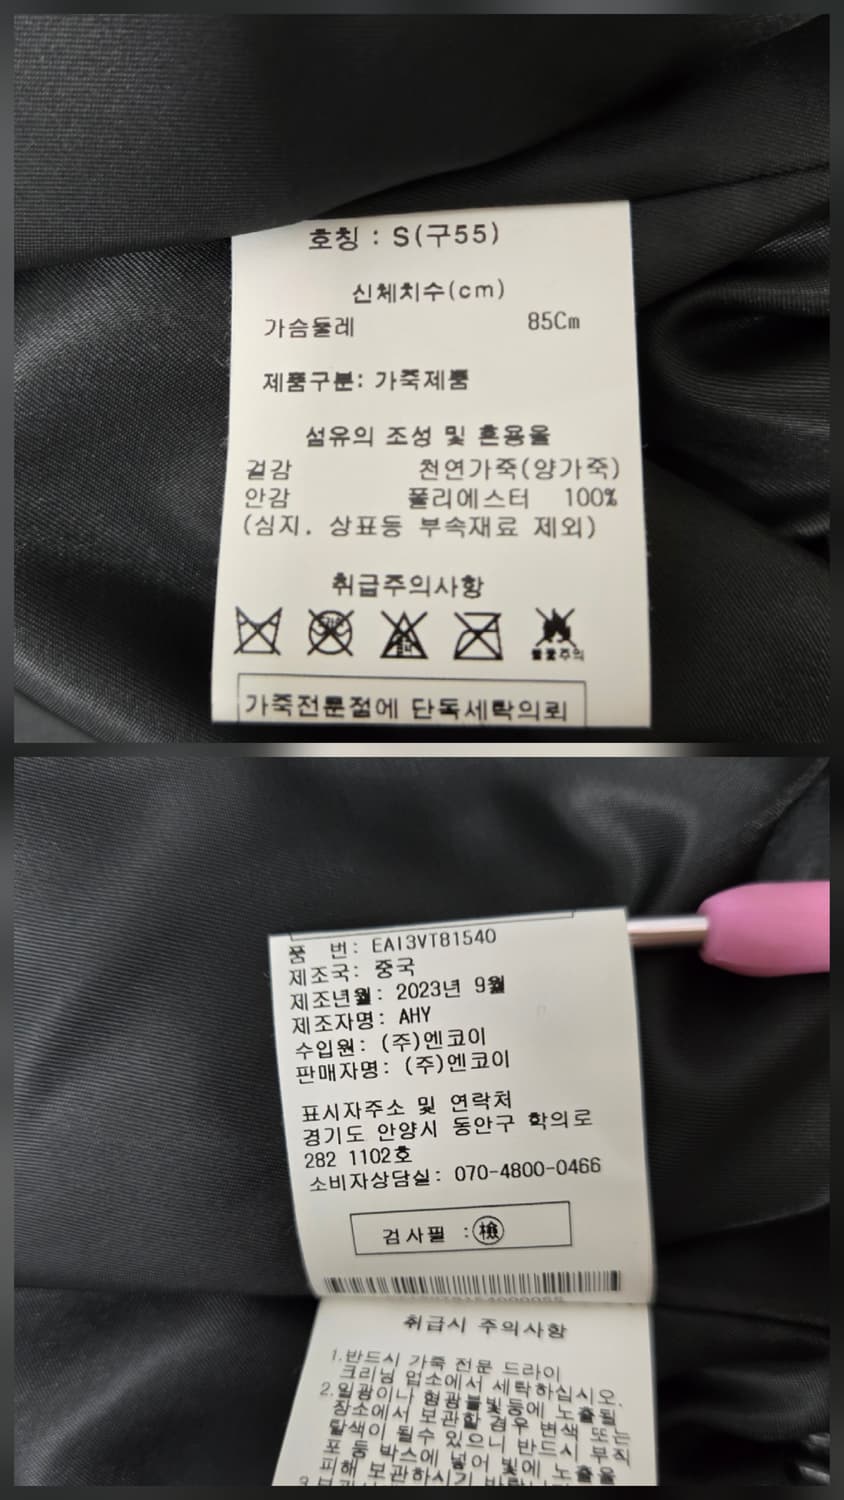 호칭 : S(구55)
신체치수(cm)
가슴둘레 85Cm
제품구분: 가죽제품
섬유의 조성 및 혼용율
겉감 천연가죽(양가죽)
안감 폴리에스터 100%
(심지. 상표등 부속재료 제외)
취급주의사항
가죽전문점에 단독세탁의뢰
품 번: EAI3VT81540
제조국: 중국
제조년월: 2023년 9월
제조자명: AHY
수입원: (주)엔코이
판매자명: (주)엔코이
표시자주소 및 연락처
경기도 안양시 동안구 학의로
282 1102호
소비자상담실: 070-4800-0466
검사필 :檢
취급시 주의사항
1.반드시 가죽 전문 드라이
크리닝 업소에서 세탁하십시오.
2.일광이나 형광불빛등에 노출될
장소에서 보관할 경우 변색 또는
탈색이 될수 있으니 반드시 부직
포 등 박스에 넣어 빛에 노출을
피해 보관하시기 바랍니다